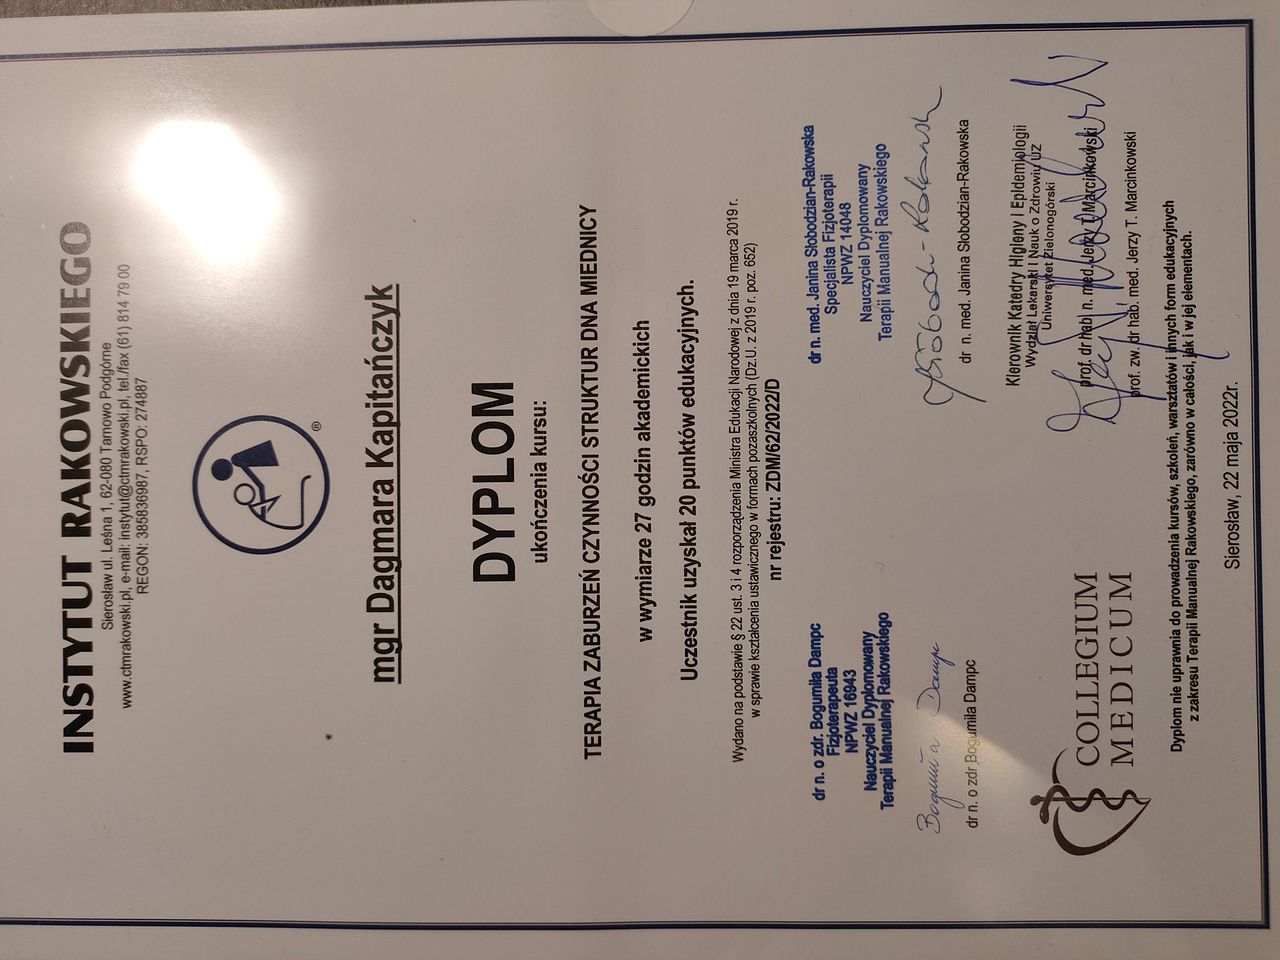 INSTYTUT RAKOWSKIEGO
Sierosław ul. Leśna 1, 62-080 Tarnowo Podgórne
www.ctmrakowski.pl, e-mail: instytut@ctmrakowski.pl, tel./fax (61) 814 79 00
REGON: 385836987, RSPO: 274887
®
mgr Dagmara Kapitańczyk
DYPLOM
ukończenia kursu:
TERAPIA ZABURZEŃ CZYNNOŚCI STRUKTUR DNA MIEDNICY
w wymiarze 27 godzin akademickich
Uczestnik uzyskał 20 punktów edukacyjnych.
Wydano na podstawie § 22 ust. 3 i 4 rozporządzenia Ministra Edukacji Narodowej z dnia 19 marca 2019 r.
w sprawie kształcenia ustawicznego w formach pozaszkolnych (Dz.U. z 2019 r. poz. 652)
nr rejestru: ZDM/62/2022/D
dr n. o zdr. Bogumiła Dampc
Fizjoterapeuta
NPWZ 16943
Nauczyciel Dyplomowany
Terapii Manualnej Rakowskiego
Bogumiła Dampc
dr n. o zdr Bogumiła Dampc
dr n. med. Janina Słobodzian-Rakowska
Specjalista Fizjoterapii
NPWZ 14048
Nauczyciel Dyplomowany
Terapii Manualnej Rakowskiego
JSłobodzian-Rakowska
dr n. med. Janina Słobodzian-Rakowska
COLLEGIUM
MEDICUM
Kierownik Katedry Higieny i Epidemiologii
Wydział Lekarski i Nauk o Zdrowiu UZ
Uniwersytet Zielonogórski
prof. dr hab. n. med. Jerzy T. Marcinkowski
prof. zw. dr hab. med. Jerzy T. Marcinkowski
Dyplom nie uprawnia do prowadzenia kursów, szkoleń, warsztatów i innych form edukacyjnych
z zakresu Terapii Manualnej Rakowskiego, zarówno w całości, jak i w jej elementach.
Sierosław, 22 maja 2022r.